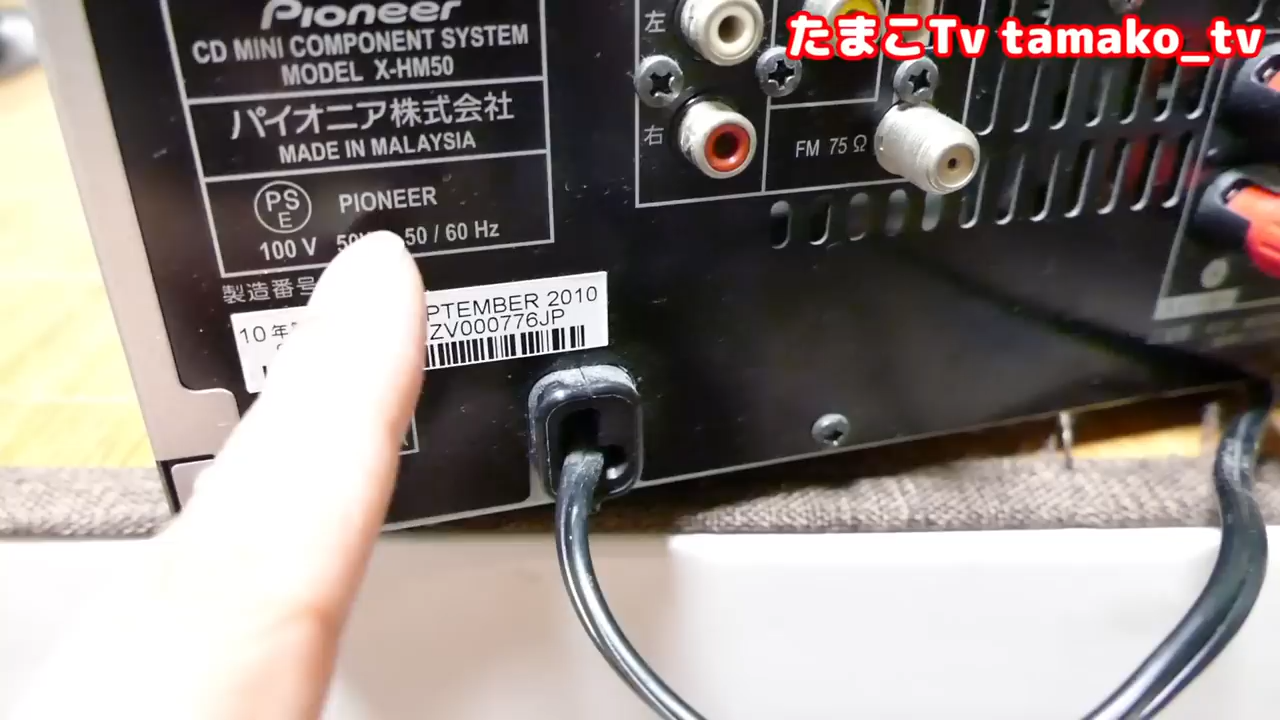 たまこTv tamako_tv
Pioneer
CD MINI COMPONENT SYSTEM
MODEL X-HM50
パイオニア株式会社
MADE IN MALAYSIA
PS
E
PIONEER
100 V 50 / 60 Hz
製造番号
10年 2010
ZV000776JP
左
右
FM 75 Ω